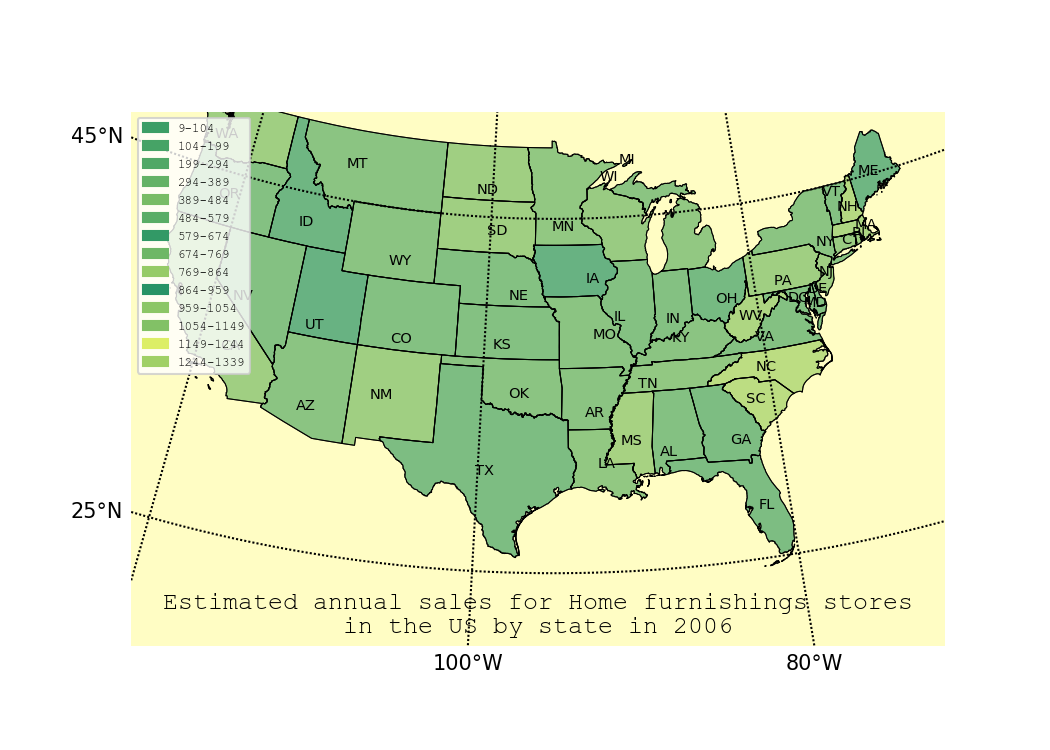 45°N
25°N
100°W
80°W
9−104
104−199
199−294
294−389
389−484
484−579
579−674
674−769
769−864
864−959
959−1054
1054−1149
1149−1244
1244−1339
WA
OR
NV
MT
ID
WY
UT
CO
AZ
NM
ND
SD
NE
KS
OK
TX
MN
IA
MO
AR
LA
WI
MI
IL
IN
OH
KY
TN
MS
AL
GA
FL
SC
NC
VA
WV
PA
NY
NJ
DE
DC
MD
VT
NH
ME
MA
Estimated annual sales for Home furnishings stores
in the US by state in 2006